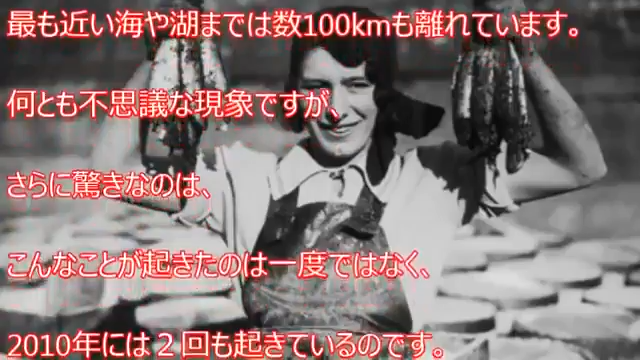 最も近い海や湖までは数100kmも離れています。
何とも不思議な現象ですが、
さらに驚きなのは、
こんなことが起きたのは一度ではなく、
2010年には２回も起きているのです。